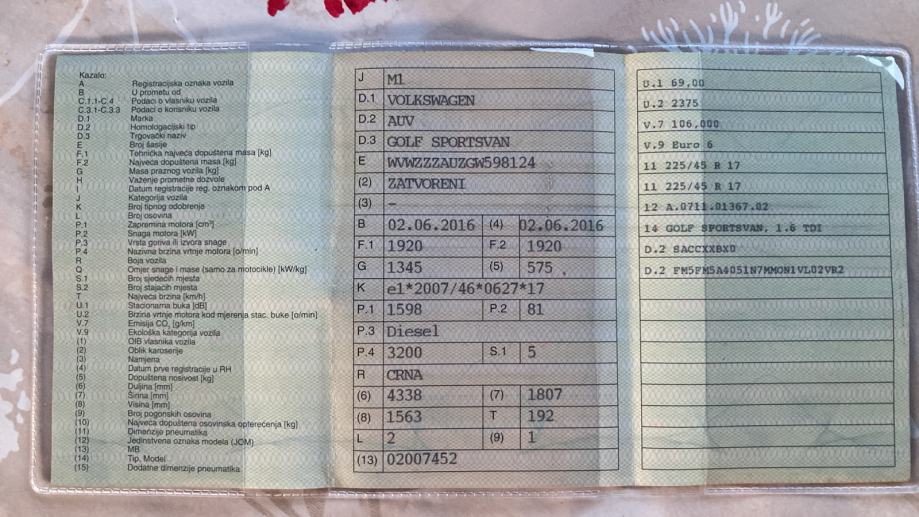 Kazalo:
A Registracijska oznaka vozila
B U prometu od
C.1.1-C.4 Podaci o vlasniku vozila
C.3.1-C.3.3 Podaci o korisniku vozila
D.1 Marka
D.2 Homologacijski tip
D.3 Trgovački naziv
E Broj šasije
F.1 Tehnička najveća dopuštena masa [kg]
F.2 Najveća dopuštena masa [kg]
G Masa praznog vozila [kg]
H Važenje prometne dozvole
I Datum registracije reg. oznakom pod A
J Kategorija vozila
K Broj tipnog odobrenja
L Broj osovina
P.1 Zapremina motora [cm³]
P.2 Snaga motora [kW]
P.3 Vrsta goriva ili izvora snage
P.4 Nazivna brzina vrtnje motora [o/min]
R Boja vozila
Q Omjer snage i mase (samo za motocikle) [kW/kg]
S.1 Broj sjedećih mjesta
S.2 Broj stajaćih mjesta
T Najveća brzina [km/h]
U.1 Stacionarna buka [dB]
U.2 Brzina vrtnje motora kod mjerenja stac. buke [o/min]
V.7 Emisija CO₂ [g/km]
V.9 Ekološka kategorija vozila
(1) OIB vlasnika vozila
(2) Oblik karoserije
(3) Namjena
(4) Datum prve registracije u RH
(5) Dopuštena nosivost [kg]
(6) Duljina [mm]
(7) Širina [mm]
(8) Visina [mm]
(9) Broj pogonskih osovina
(10) Najveća dopuštena osovinska opterećenja [kg]
(11) Dimenzije pneumatika
(12) Jedinstvena oznaka modela (JOM)
(13) MB
(14) Tip, Model
(15) Dodatne dimenzije pneumatika
J M1
D.1 VOLKSWAGEN
D.2 AUV
D.3 GOLF SPORTSVAN
E WVWZZZAUZGW598124
(2) ZATVORENI
(3) –
B 02.06.2016 (4) 02.06.2016
F.1 1920 F.2 1920
G 1345 (5) 575
K e1*2007/46*0627*17
P.1 1598 P.2 81
P.3 Diesel
P.4 3200 S.1 5
R CRNA
(6) 4338 (7) 1807
(8) 1563 T 192
L 2 (9) 1
(13) 02007452
U.1 69,00
U.2 2375
V.7 106,000
V.9 Euro 6
11 225/45 R 17
11 225/45 R 17
12 A.0711.01367.02
14 GOLF SPORTSVAN, 1.6 TDI
D.2 SACCXXBX0
D.2 FM5FM5A4051N7MMON1VL02VR2